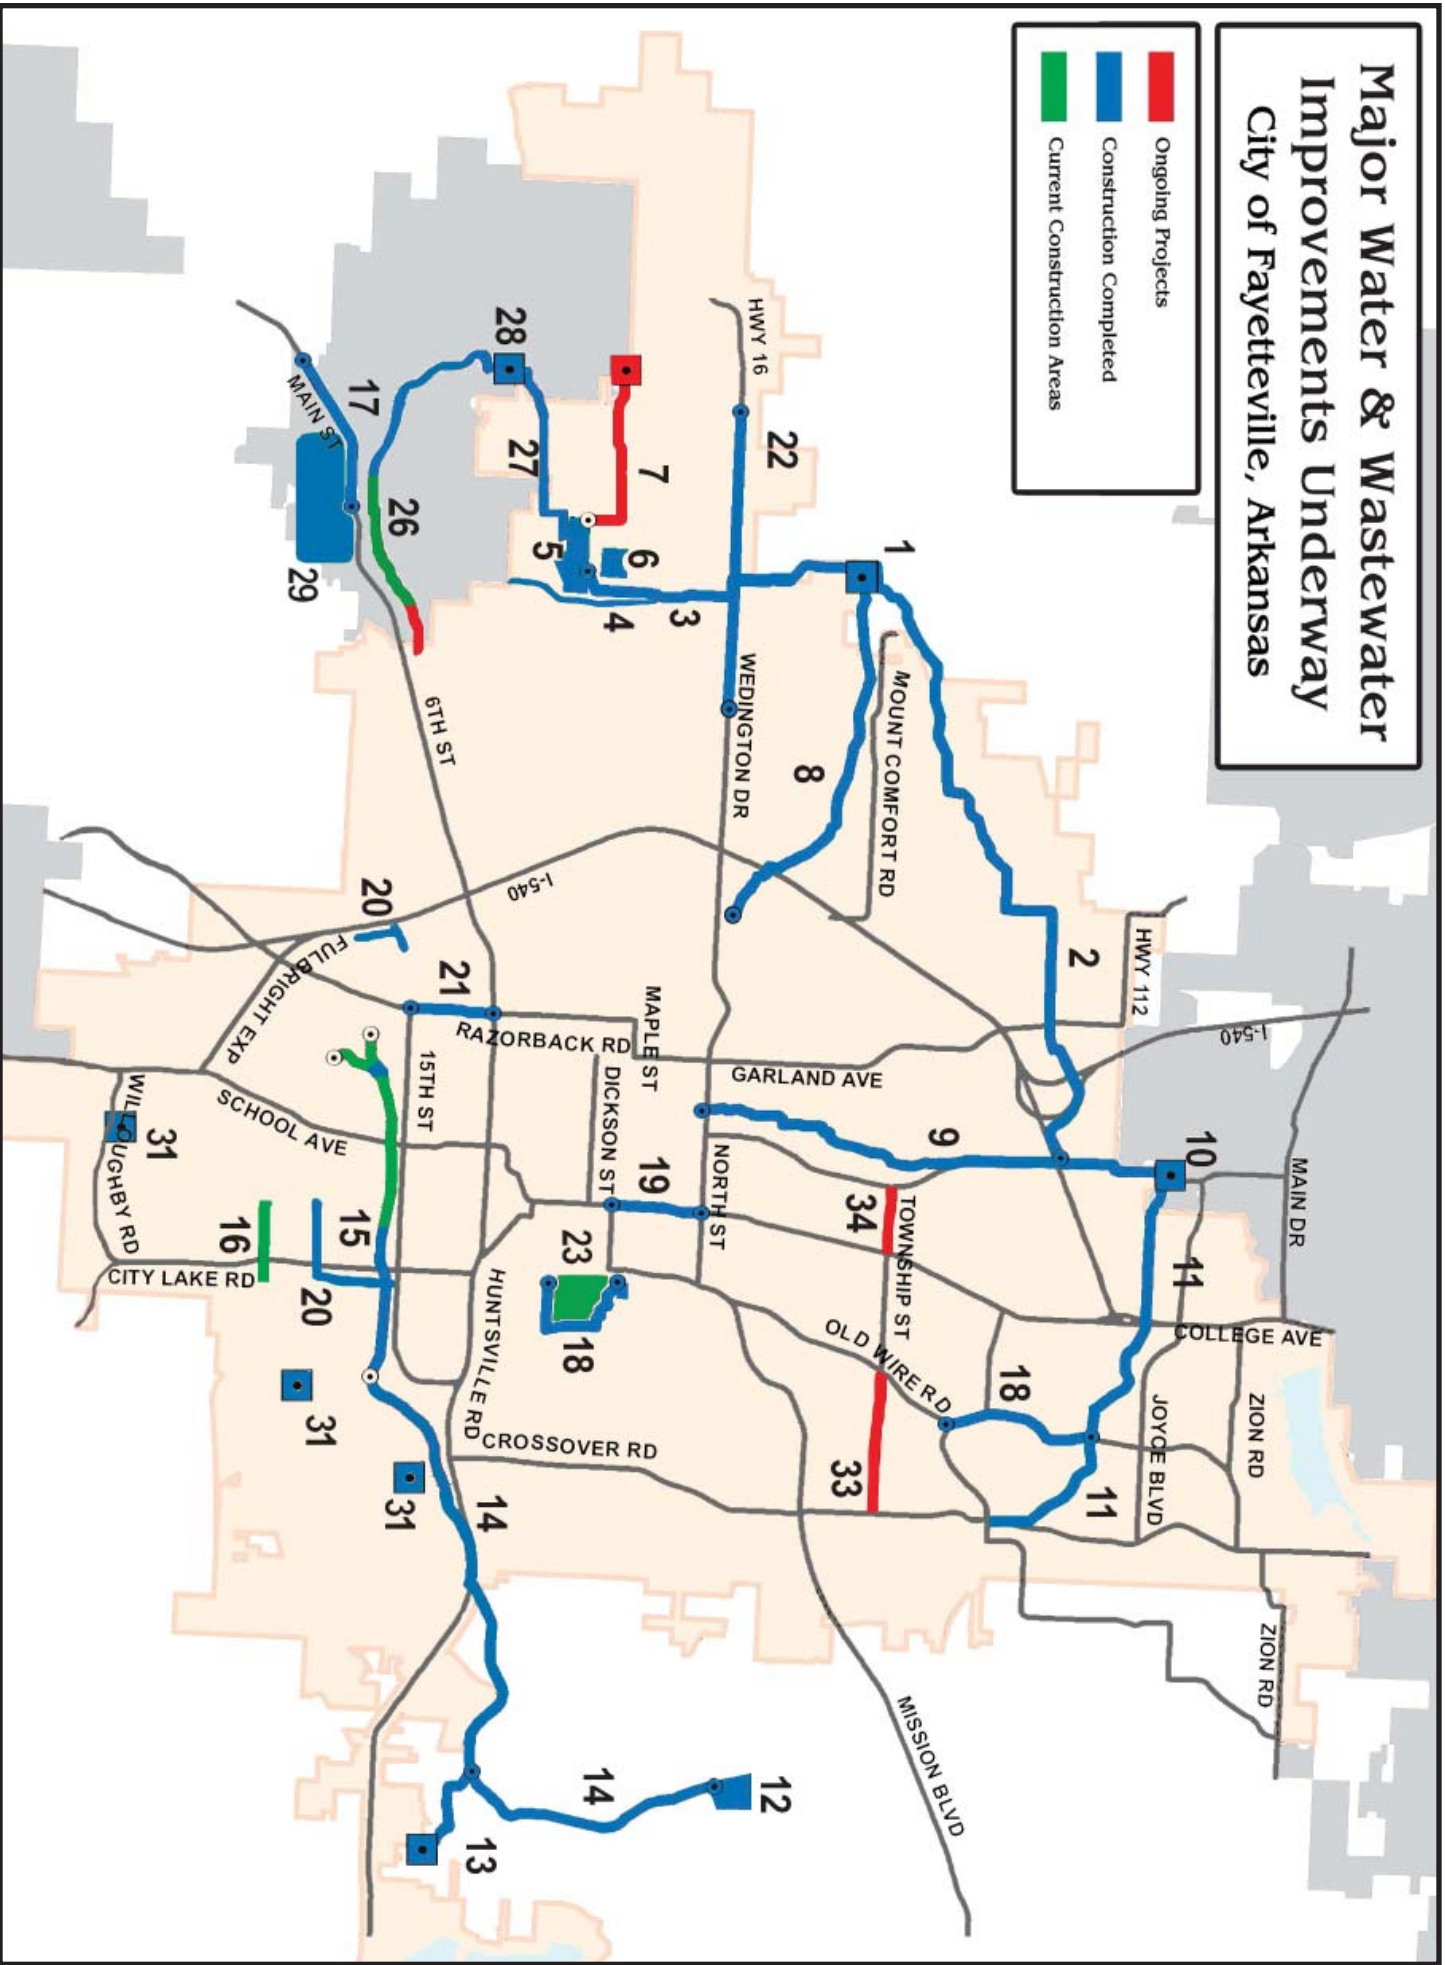 Major Water & Wastewater
Improvements Underway
City of Fayetteville, Arkansas
Ongoing Projects
Construction Completed
Current Construction Areas
MAIN DR
I-540
HWY 112
ZION RD
ZION RD
10
11
COLLEGE AVE
JOYCE BLVD
2
11
18
1
MOUNT COMFORT RD
9
34
TOWNSHIP ST
OLD WIRE RD
33
MISSION BLVD
8
HWY 16
22
WEDINGTON DR
GARLAND AVE
NORTH ST
12
7
6
3
MAPLE ST
19
4
5
DICKSON ST
23
18
14
28
27
I-540
RAZORBACK RD
HUNTSVILLE RD
CROSSOVER RD
14
13
6TH ST
21
15TH ST
26
17
20
15
31
MAIN ST
29
FULBRIGHT EXP
SCHOOL AVE
20
31
16
31
WILLOUGHBY RD
CITY LAKE RD